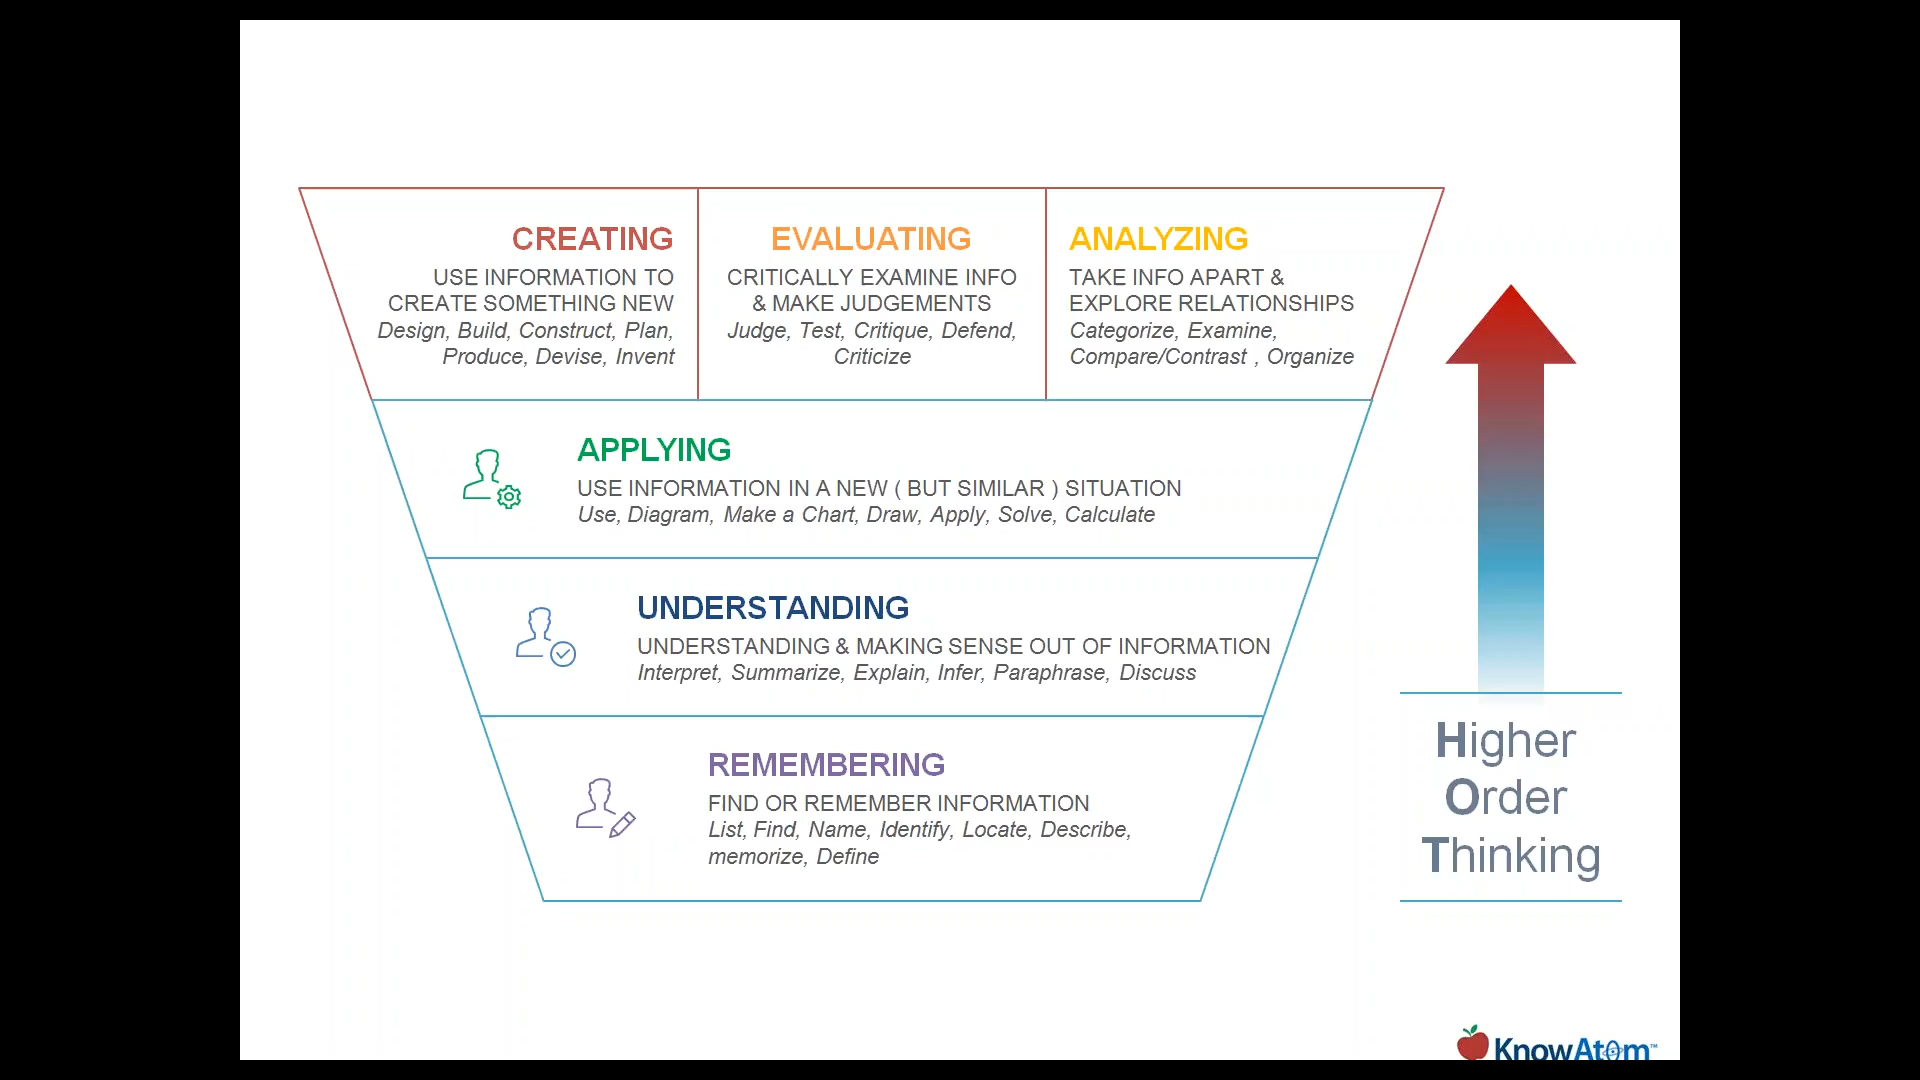 CREATING
USE INFORMATION TO
CREATE SOMETHING NEW
Design, Build, Construct, Plan,
Produce, Devise, Invent
EVALUATING
CRITICALLY EXAMINE INFO
& MAKE JUDGEMENTS
Judge, Test, Critique, Defend,
Criticize
ANALYZING
TAKE INFO APART &
EXPLORE RELATIONSHIPS
Categorize, Examine,
Compare/Contrast , Organize
APPLYING
USE INFORMATION IN A NEW ( BUT SIMILAR ) SITUATION
Use, Diagram, Make a Chart, Draw, Apply, Solve, Calculate
UNDERSTANDING
UNDERSTANDING & MAKING SENSE OUT OF INFORMATION
Interpret, Summarize, Explain, Infer, Paraphrase, Discuss
REMEMBERING
FIND OR REMEMBER INFORMATION
List, Find, Name, Identify, Locate, Describe,
memorize, Define
Higher
Order
Thinking
KnowAtom™